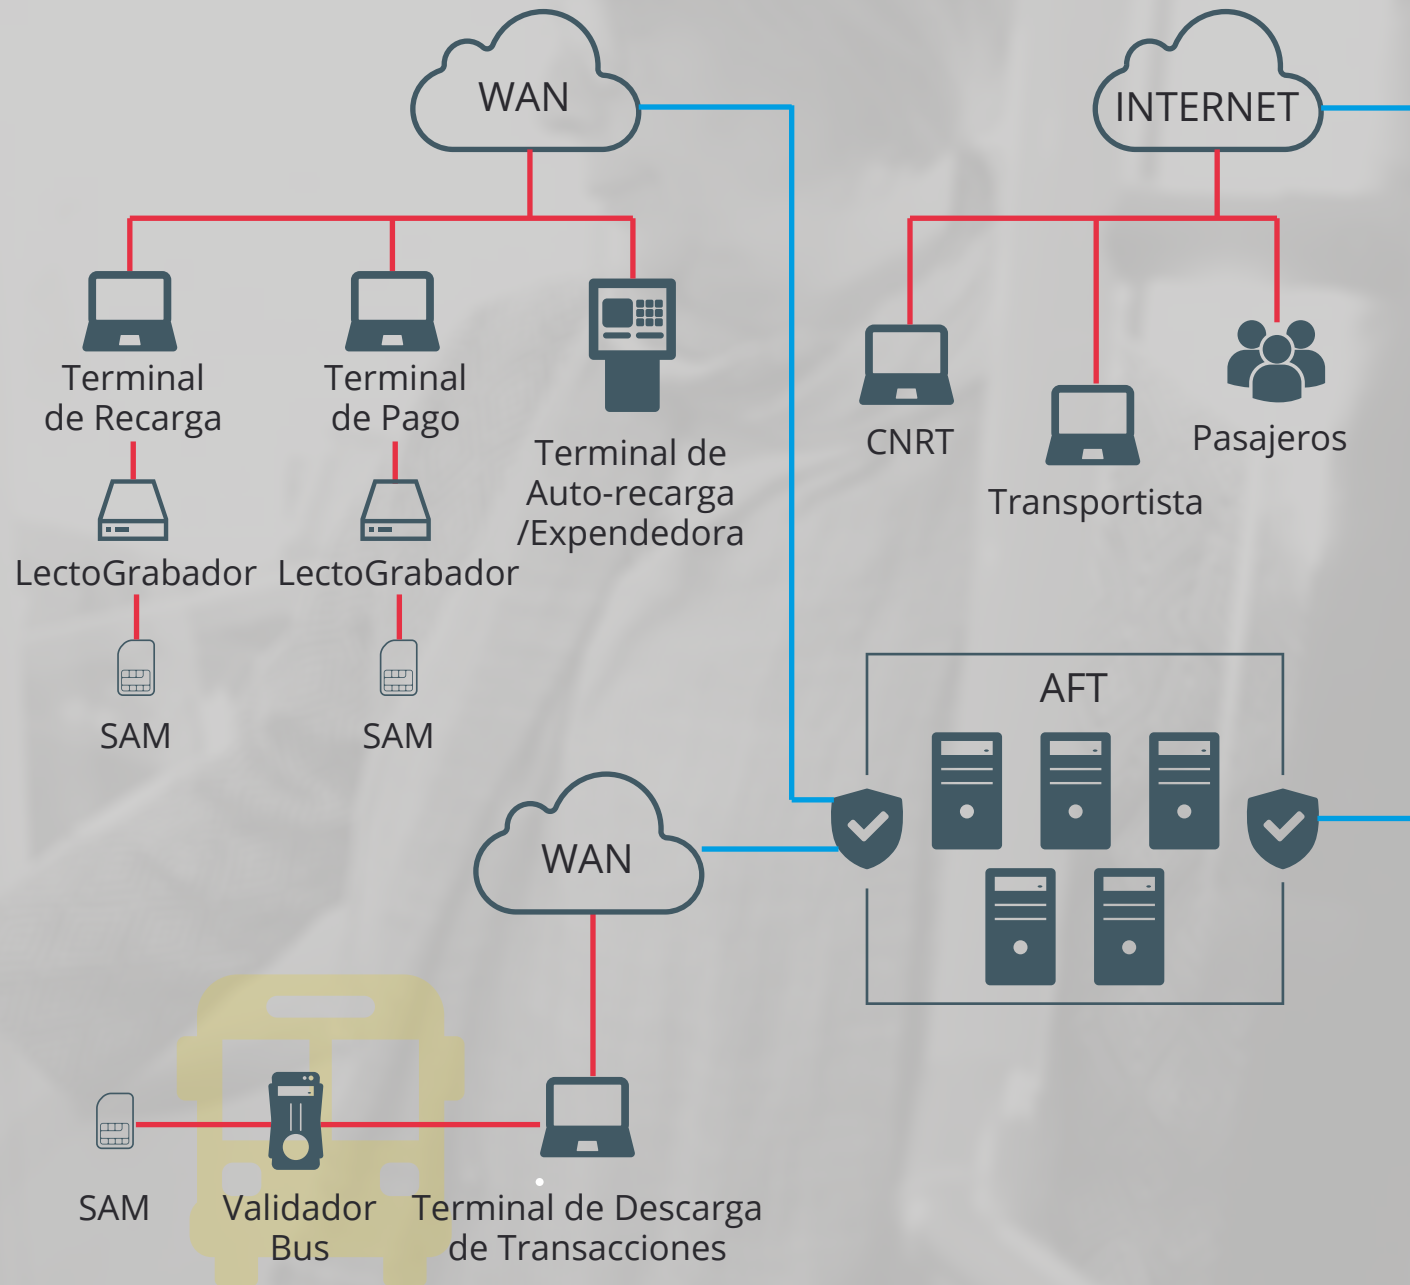 WAN
INTERNET
Terminal
de Recarga
Terminal
de Pago
Terminal de
Auto-recarga
/Expendedora
CNRT
Transportista
Pasajeros
LectoGrabador
LectoGrabador
SAM
SAM
AFT
WAN
SAM
Validador
Bus
Terminal de Descarga
de Transacciones